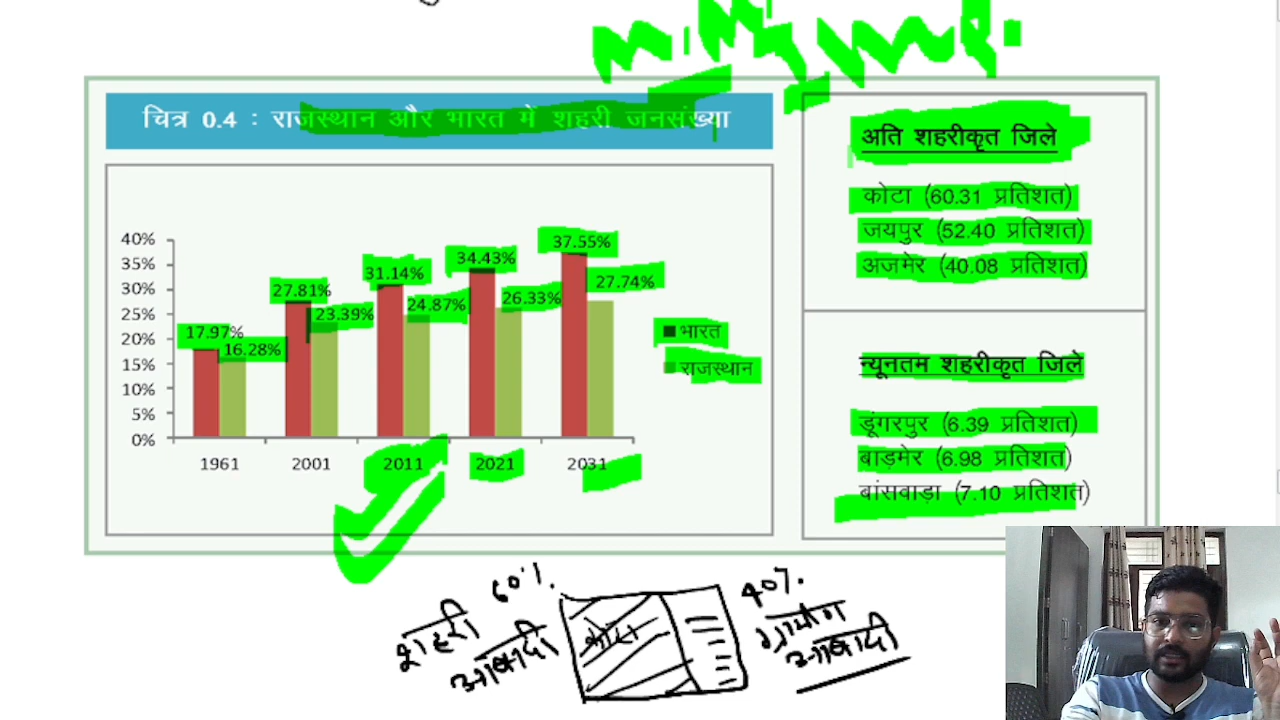 चित्र 0.4 : राजस्थान और भारत में शहरी जनसंख्या
40%
35%
30%
25%
20%
15%
10%
5%
0%
17.97%
16.28%
27.81%
23.39%
31.14%
24.87%
34.43%
26.33%
37.55%
27.74%
1961
2001
2011
2021
2031
भारत
राजस्थान
अति शहरीकृत जिले
कोटा (60.31 प्रतिशत)
जयपुर (52.40 प्रतिशत)
अजमेर (40.08 प्रतिशत)
न्यूनतम शहरीकृत जिले
डूंगरपुर (6.39 प्रतिशत)
बाड़मेर (6.98 प्रतिशत)
बांसवाड़ा (7.10 प्रतिशत)
60%.
शहरी
आबादी
कोटा
40%.
ग्रामीण
आबादी